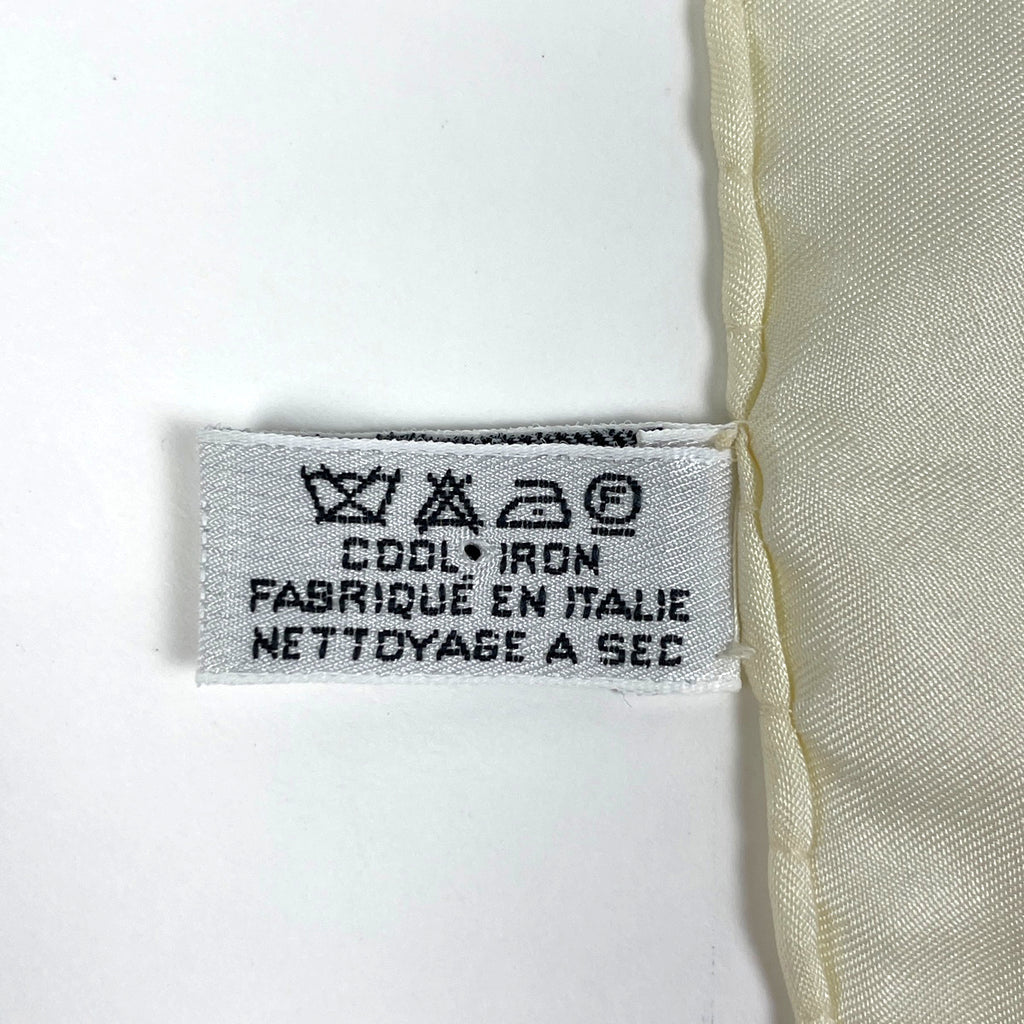 F
COOL IRON
FABRIQUÉ EN ITALIE
NETTOYAGE A SEC